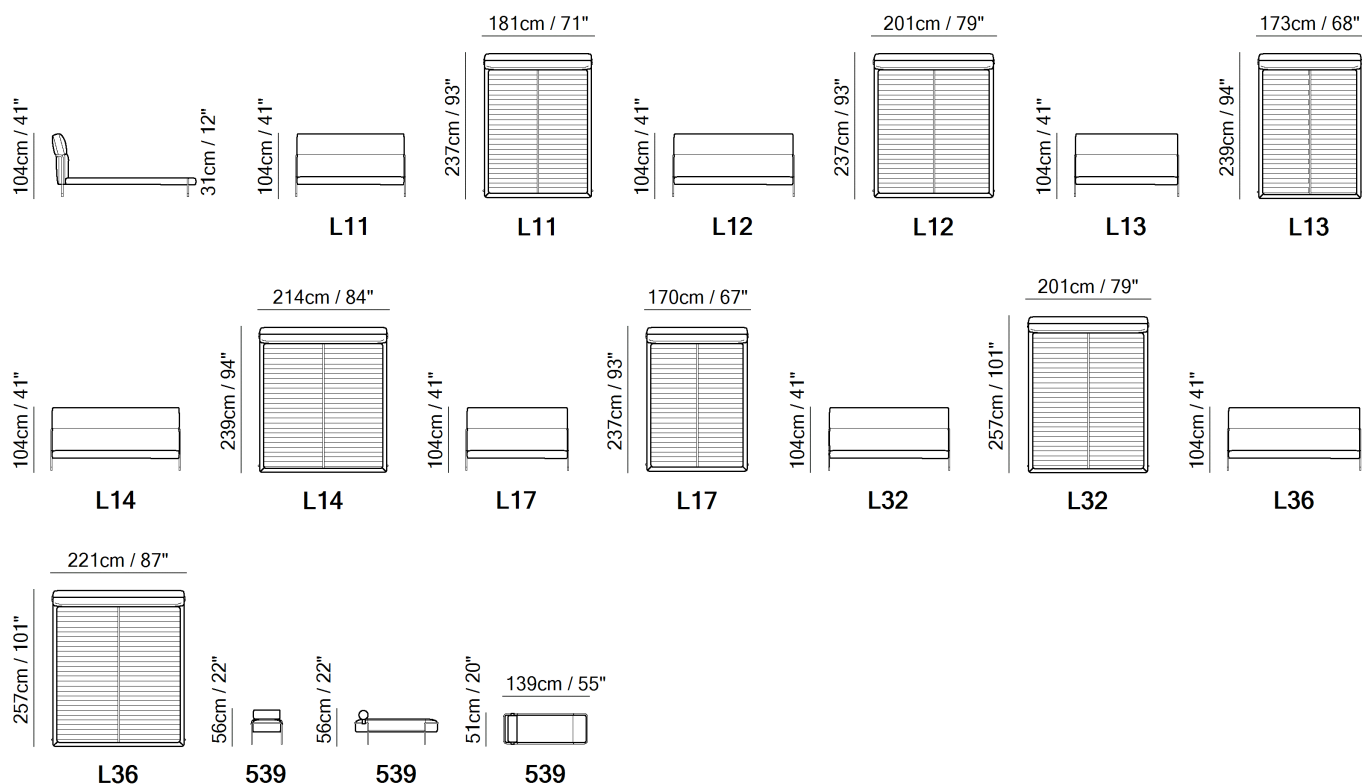 181cm / 71"
201cm / 79"
173cm / 68"
104cm / 41"
31cm / 12"
104cm / 41"
237cm / 93"
104cm / 41"
237cm / 93"
104cm / 41"
239cm / 94"
L11
L11
L12
L12
L13
L13
214cm / 84"
170cm / 67"
201cm / 79"
104cm / 41"
239cm / 94"
104cm / 41"
237cm / 93"
104cm / 41"
257cm / 101"
104cm / 41"
L14
L14
L17
L17
L32
L32
L36
221cm / 87"
257cm / 101"
56cm / 22"
56cm / 22"
51cm / 20"
139cm / 55"
L36
539
539
539